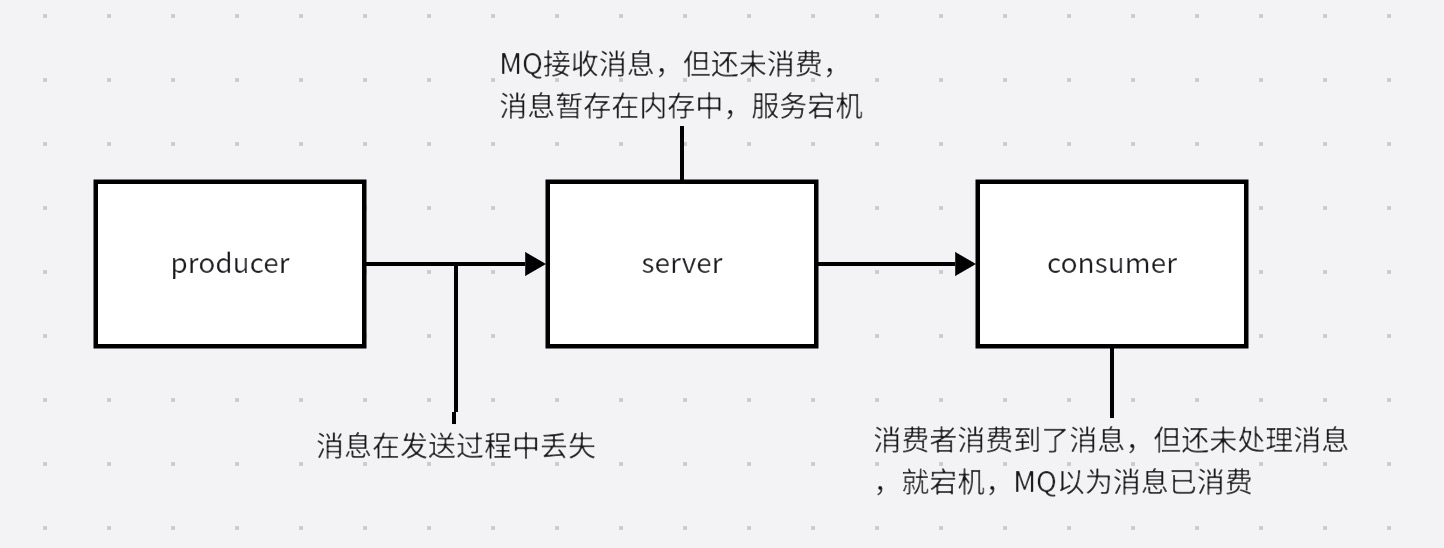 MQ接收消息，但还未消费，
消息暂存在内存中，服务宕机
producer
server
consumer
消息在发送过程中丢失
消费者消费到了消息，但还未处理消息
，就宕机，MQ以为消息已消费